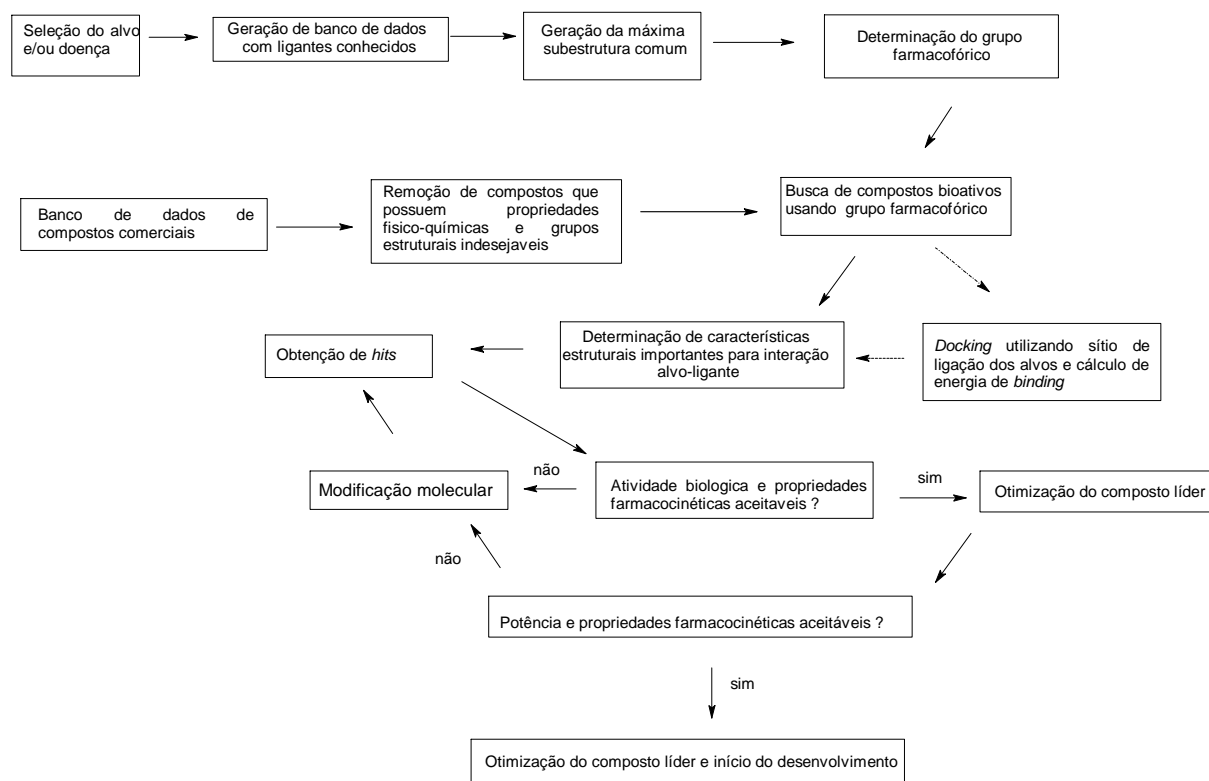 Seleção do alvo
e/ou doença
Geração de banco de dados
com ligantes conhecidos
Geração da máxima
subestrutura comum
Determinação do grupo
farmacofórico
Banco de dados de
compostos comerciais
Remoção de compostos que
possuem propriedades
fisico-químicas e grupos
estruturais indesejaveis
Busca de compostos bioativos
usando grupo farmacofórico
Obtenção de hits
Determinação de características
estruturais importantes para interação
alvo-ligante
Docking utilizando sítio de
ligação dos alvos e cálculo de
energia de binding
Modificação molecular
não
Atividade biologica e propriedades
farmacocinéticas aceitaveis ?
sim
Otimização do composto líder
não
Potência e propriedades farmacocinéticas aceitáveis ?
sim
Otimização do composto líder e início do desenvolvimento